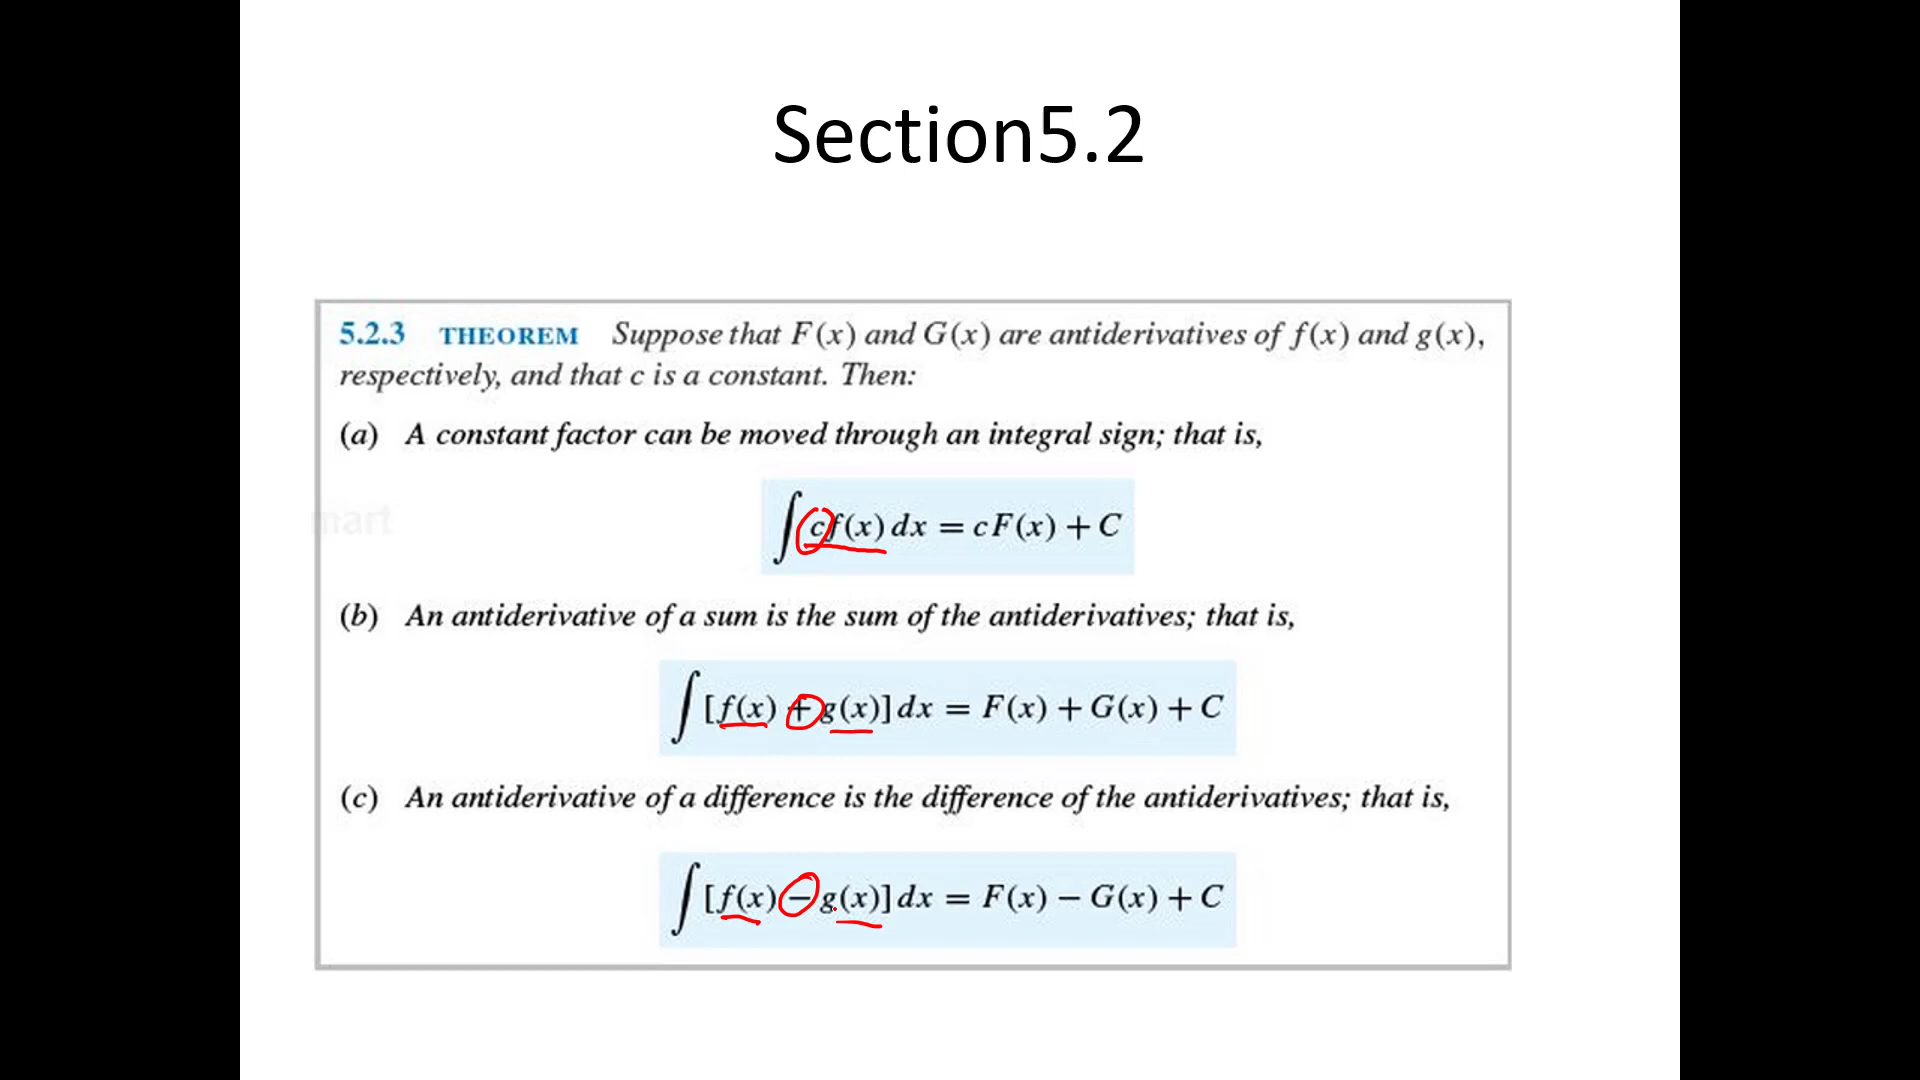 Section5.2
5.2.3 THEOREM Suppose that F(x) and G(x) are antiderivatives of f(x) and g(x),
respectively, and that c is a constant. Then:
(a) A constant factor can be moved through an integral sign; that is,
mart
∫ cf(x) dx = cF(x) + C
(b) An antiderivative of a sum is the sum of the antiderivatives; that is,
∫ [f(x) + g(x)] dx = F(x) + G(x) + C
(c) An antiderivative of a difference is the difference of the antiderivatives; that is,
∫ [f(x) − g(x)] dx = F(x) − G(x) + C